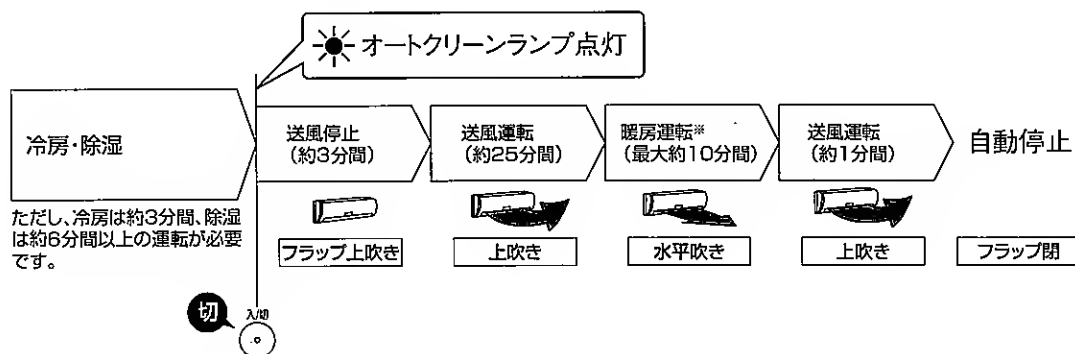 オートクリーンランプ点灯
冷房・除湿
ただし、冷房は約3分間、除湿
は約6分間以上の運転が必要
です。
送風停止
(約3分間)
フラップ上吹き
送風運転
(約25分間)
上吹き
暖房運転※
(最大約10分間)
水平吹き
送風運転
(約1分間)
上吹き
自動停止
フラップ閉
切
入/切